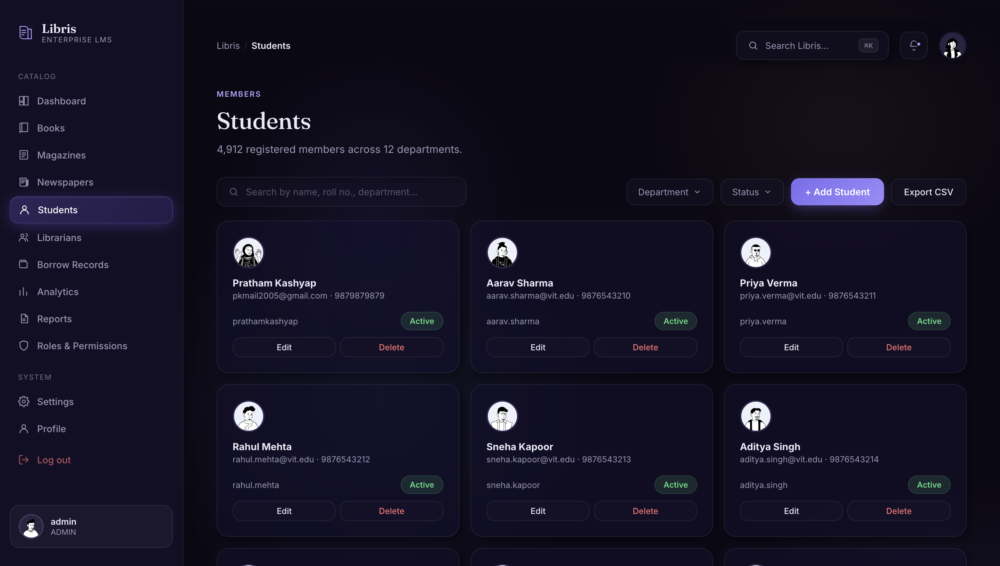 Libris
ENTERPRISE LMS
CATALOG
Dashboard
Books
Magazines
Newspapers
Students
Librarians
Borrow Records
Analytics
Reports
Roles & Permissions
SYSTEM
Settings
Profile
Log out
admin
ADMIN
Libris / Students
Search Libris... ⌘K
MEMBERS
Students
4,912 registered members across 12 departments.
Search by name, roll no., department...
Department Status + Add Student Export CSV
Pratham Kashyap
pkmail2005@gmail.com · 9879879879
prathamkashyap Active
Edit Delete
Aarav Sharma
aarav.sharma@vit.edu · 9876543210
aarav.sharma Active
Edit Delete
Priya Verma
priya.verma@vit.edu · 9876543211
priya.verma Active
Edit Delete
Rahul Mehta
rahul.mehta@vit.edu · 9876543212
rahul.mehta Active
Edit Delete
Sneha Kapoor
sneha.kapoor@vit.edu · 9876543213
sneha.kapoor Active
Edit Delete
Aditya Singh
aditya.singh@vit.edu · 9876543214
aditya.singh Active
Edit Delete